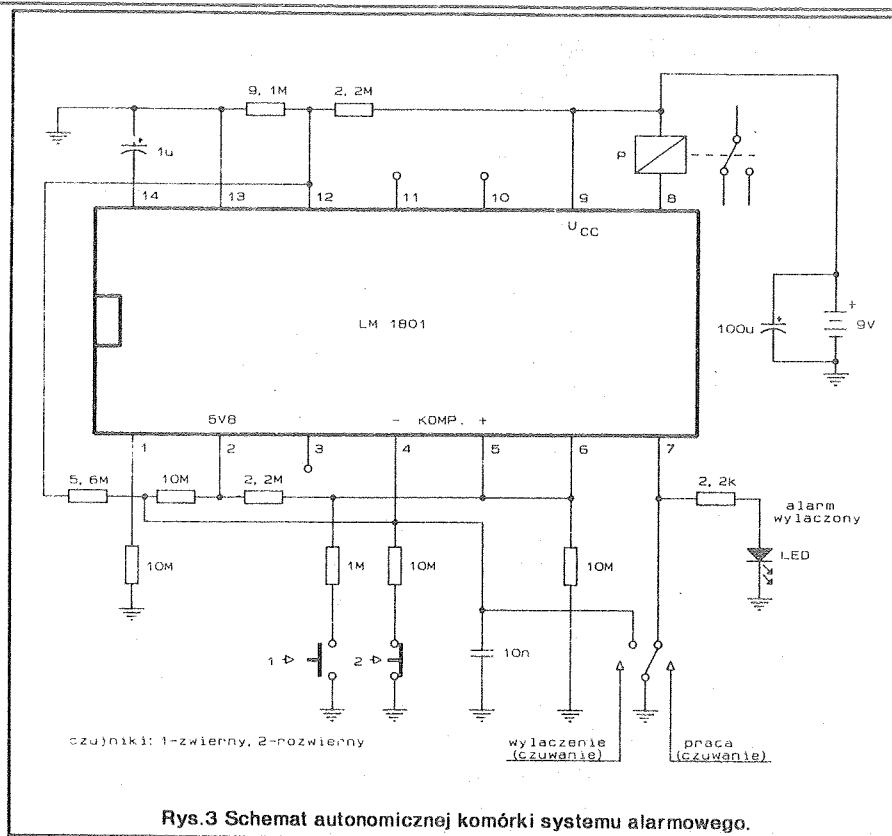 9,1M 2,2M
1u
P
14 13 12 11 10 9 8
UCC
LM 1801
100u
+
9V
5V8 - KOMP. +
1 2 3 4 5 6 7
5,6M 10M 2,2M
2,2k
alarm
wylaczony
LED
10M 1M 10M 10M
1 2 10n
czujniki: 1-zwierny, 2-rozwierny
wylaczenie praca
(czuwanie) (czuwanie)
Rys.3 Schemat autonomicznej komórki systemu alarmowego.